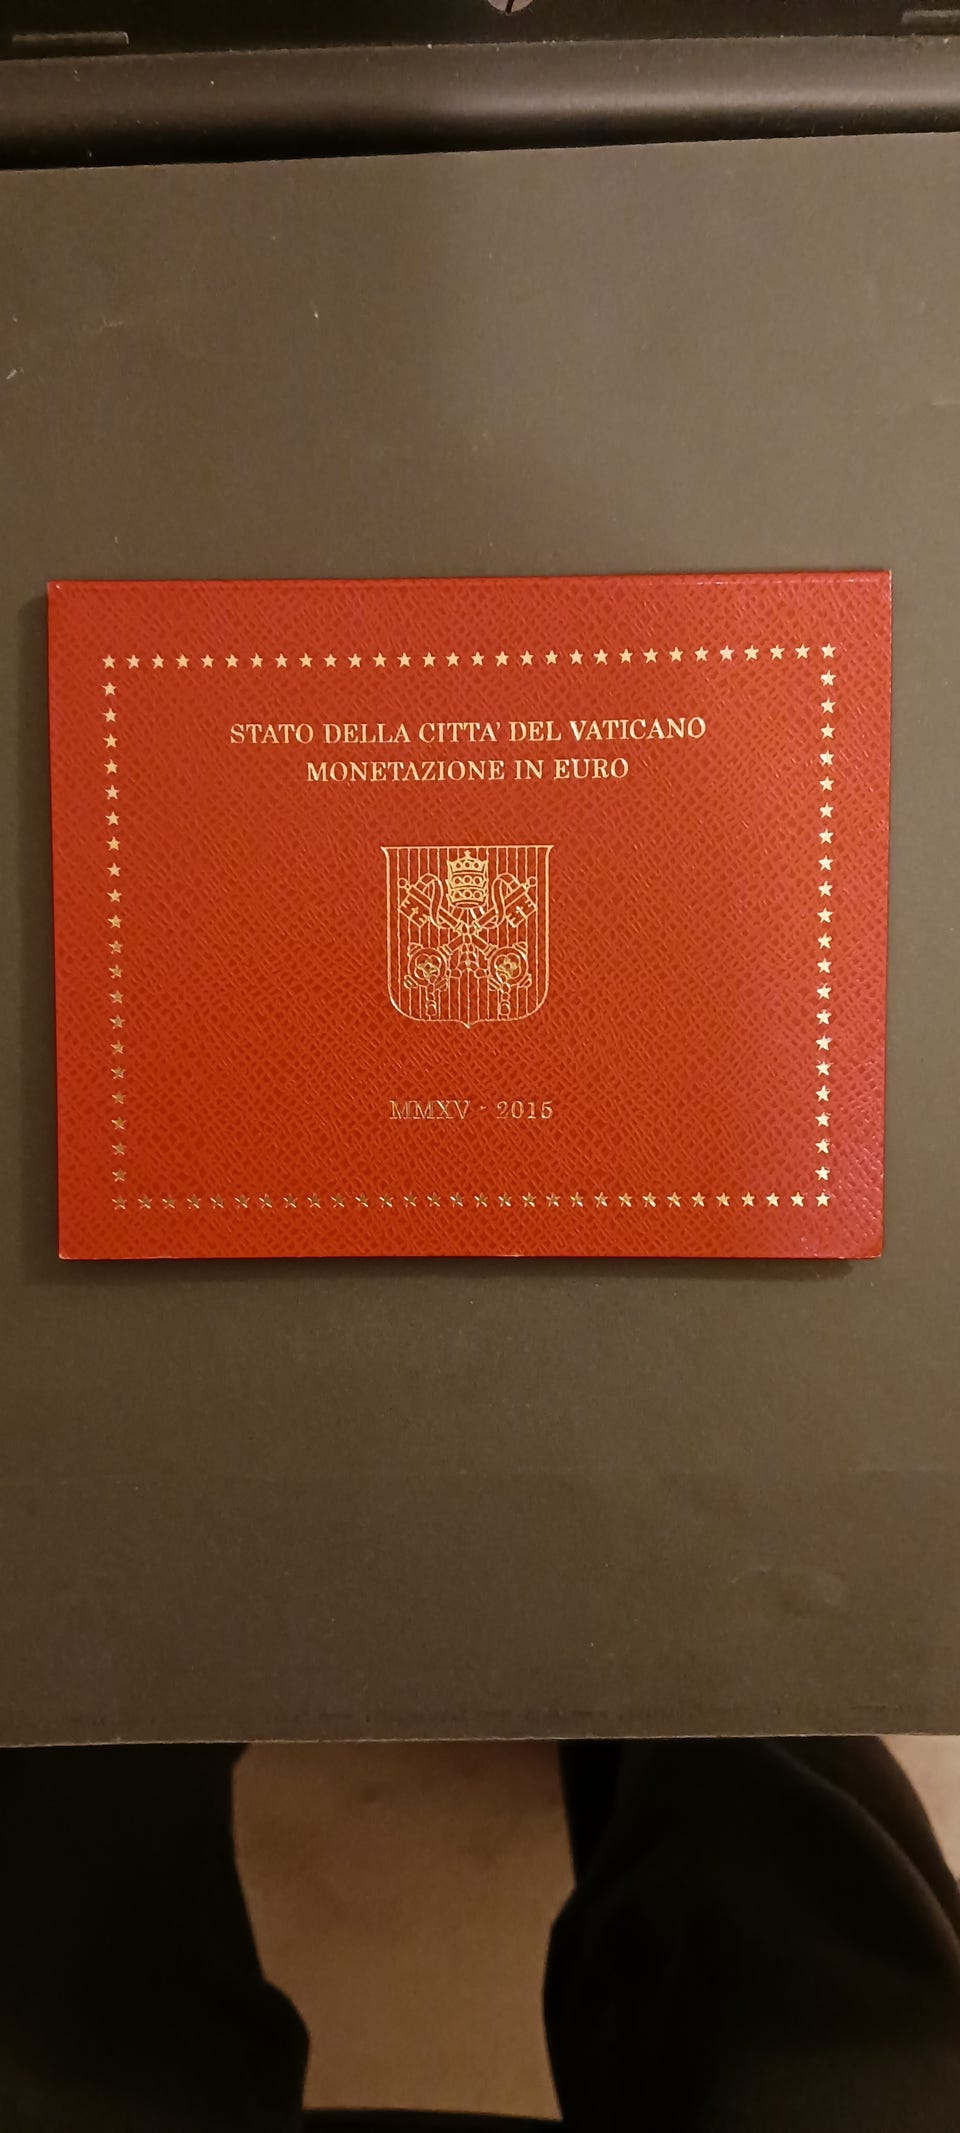 STATO DELLA CITTA' DEL VATICANO
MONETAZIONE IN EURO
MMXV - 2015